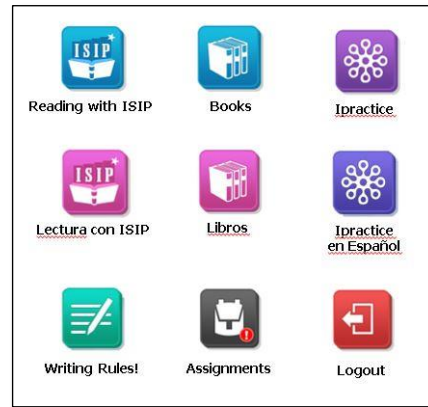 ISIP
Reading with ISIP
Books
Ipractice
ISIP
Lectura con ISIP
Libros
Ipractice
en Español
Writing Rules!
Assignments
Logout